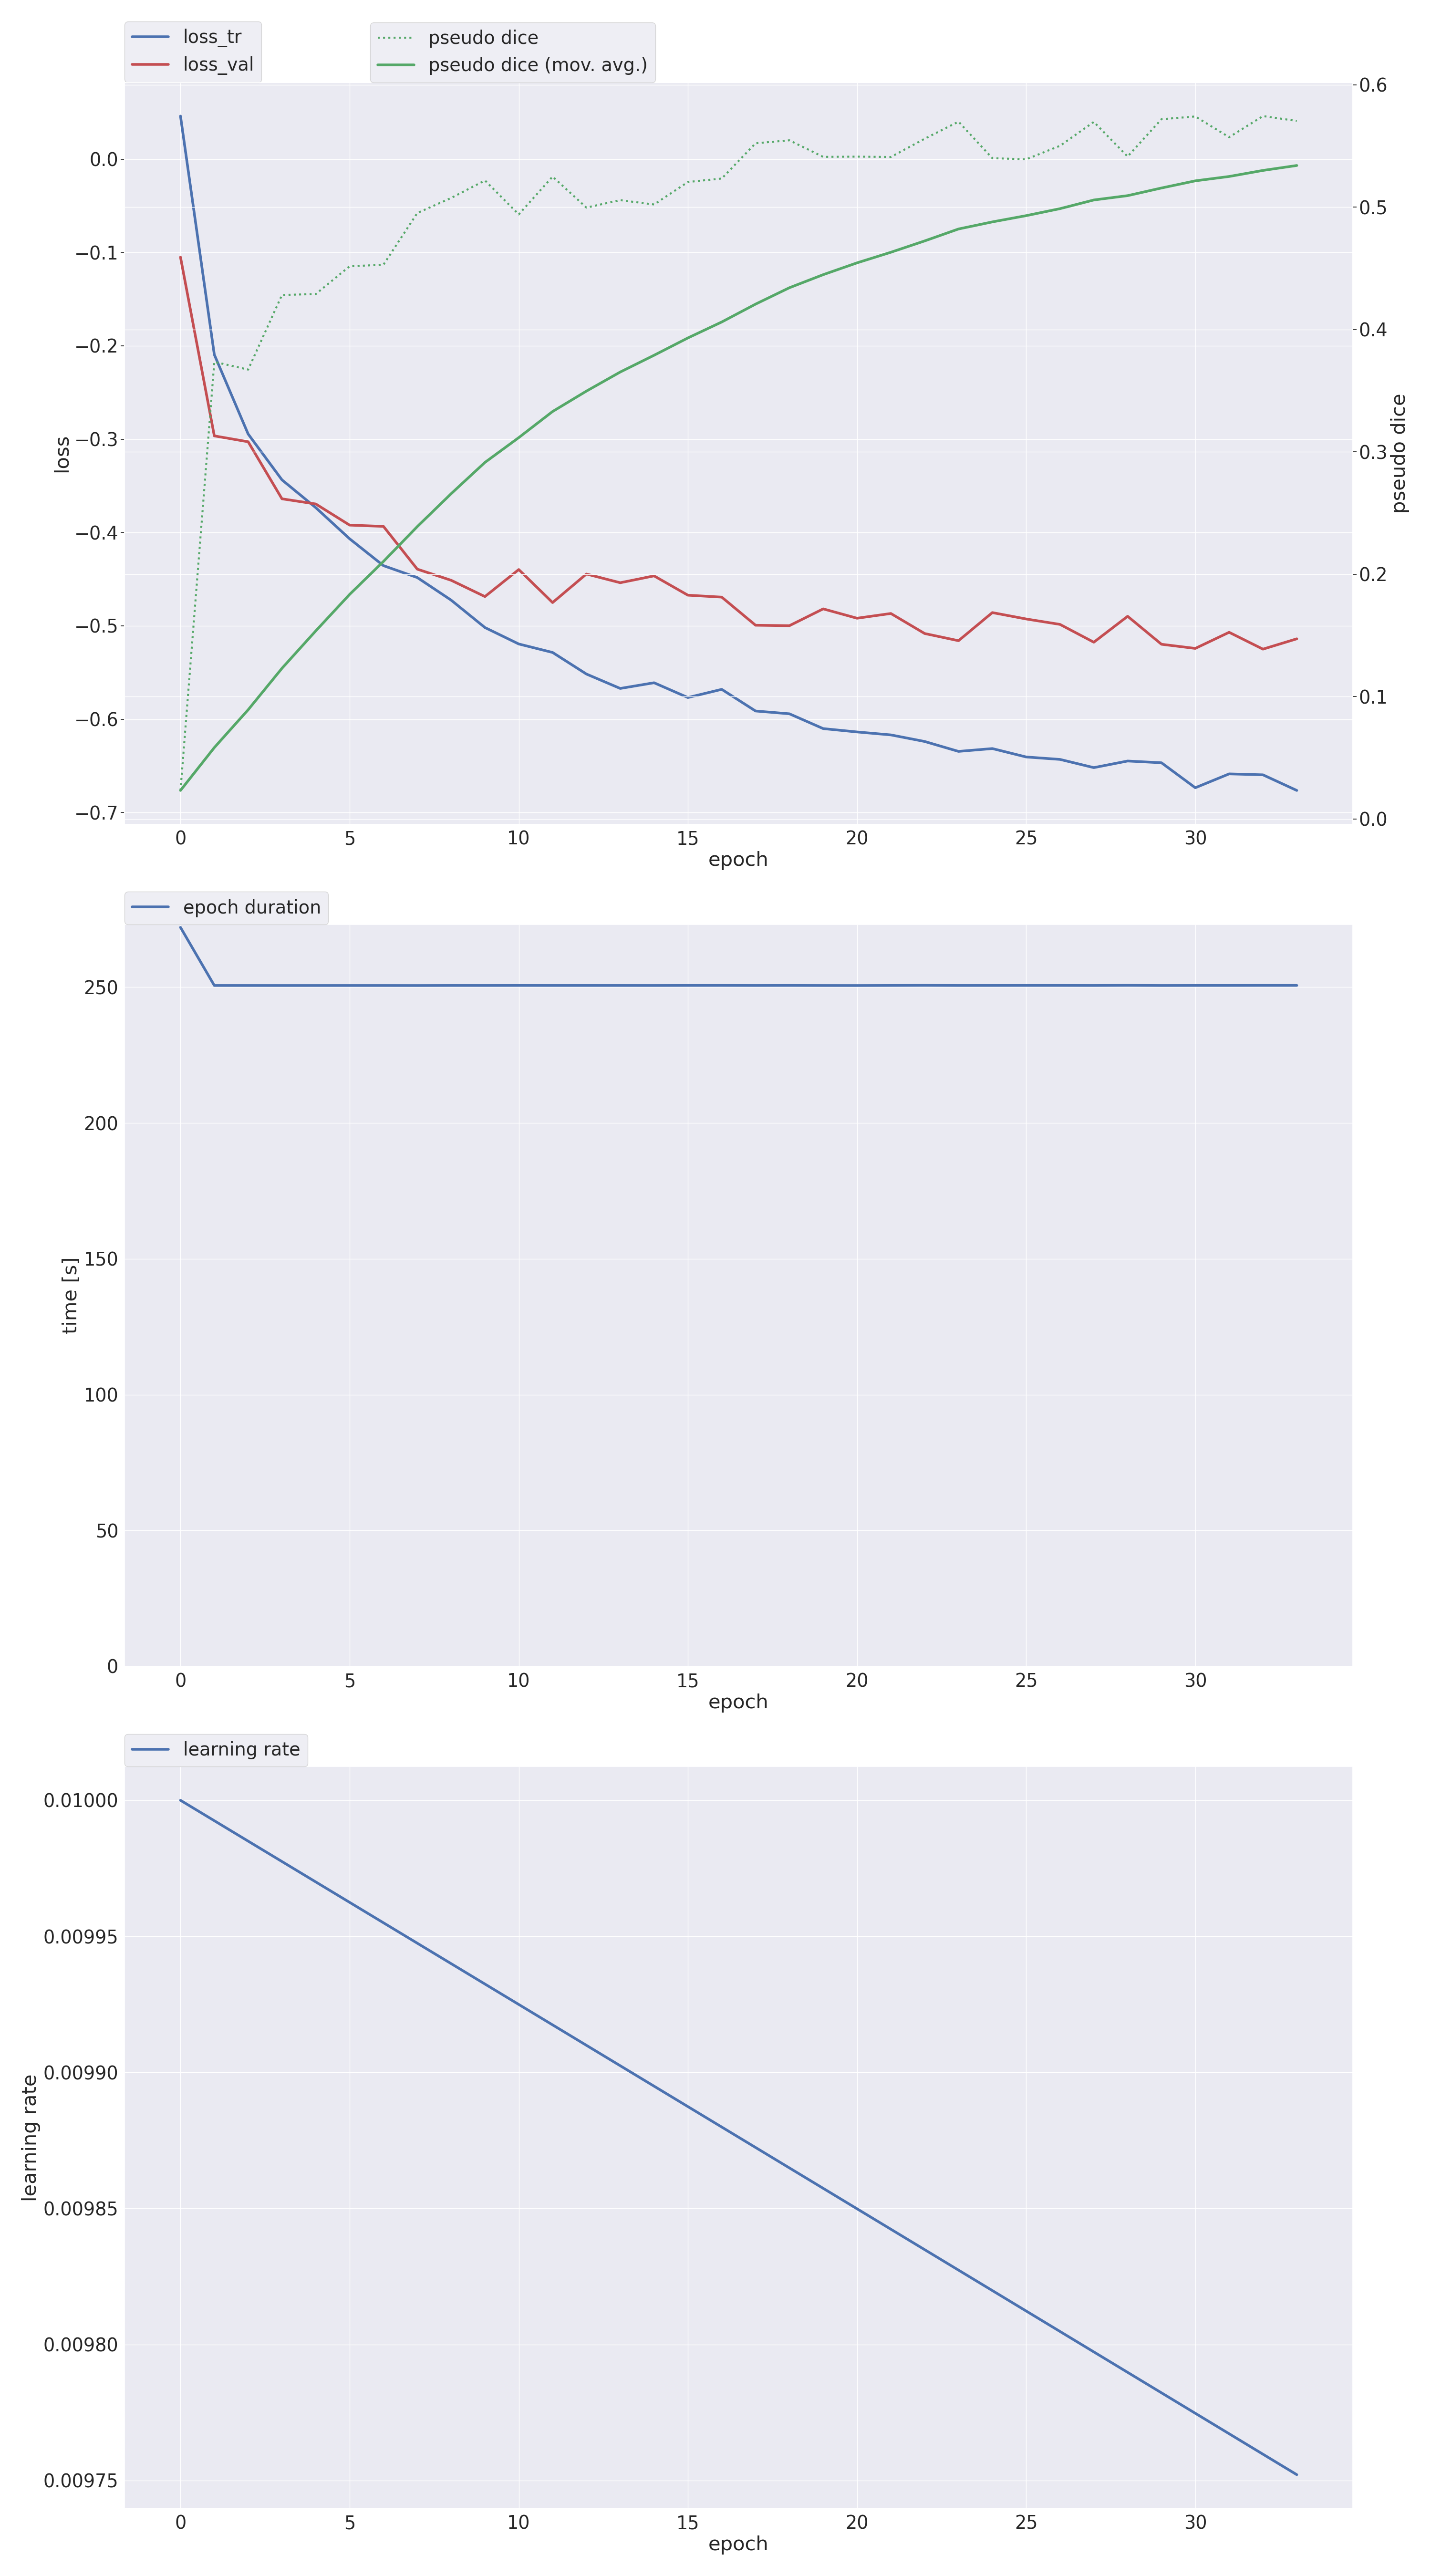 loss_tr
loss_val
pseudo dice
pseudo dice (mov. avg.)
0.0
−0.1
−0.2
−0.3
−0.4
−0.5
−0.6
−0.7
loss
0.6
0.5
0.4
0.3
0.2
0.1
0.0
pseudo dice
0 5 10 15 20 25 30
epoch
epoch duration
250
200
150
100
50
0
time [s]
0 5 10 15 20 25 30
epoch
learning rate
0.01000
0.00995
0.00990
0.00985
0.00980
0.00975
learning rate
0 5 10 15 20 25 30
epoch